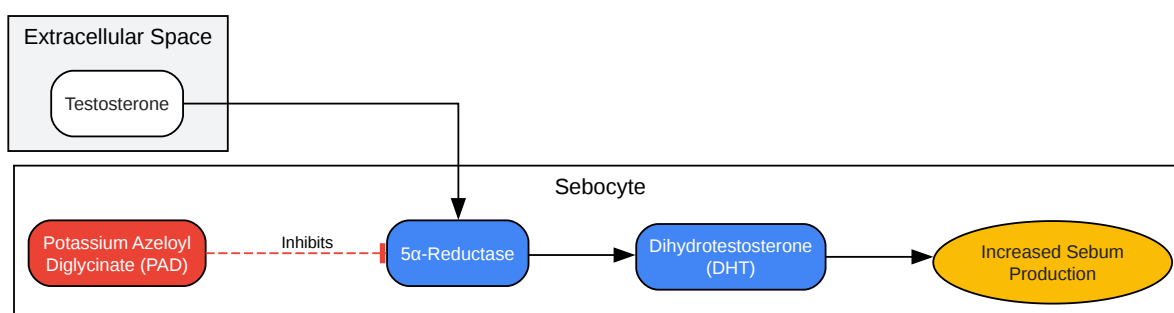 Extracellular Space
Testosterone
Sebocyte
Potassium Azeloyl
Diglycinate (PAD)
Inhibits
5α-Reductase
Dihydrotestosterone
(DHT)
Increased Sebum
Production